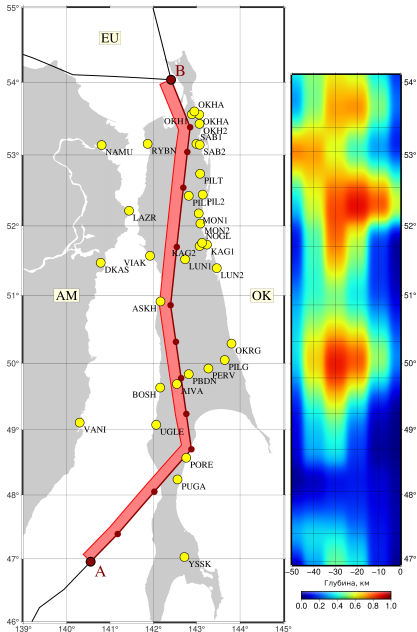 55°
EU
54°
B
54°
OKHA
OKH1
OKHA
OKH2
SAB1
53°
NAMU
RYBN
SAB2
53°
PILT
PIL
PIL2
LAZR
MON1
52°
MON2
52°
NOGL
KAG2
KAG1
VIAK
LUN1
DKAS
LUN2
51°
AM
OK
51°
ASKH
OKRG
50°
PILG
50°
PERV
PBDN
BOSH
AIVA
49°
VANI
UGLE
49°
PORE
PUGA
48°
48°
47°
A
YSSK
47°
-50 -40 -30 -20 -10 0
Глубина, км
0.0 0.2 0.4 0.6 0.8 1.0
46°
139° 140° 141° 142° 143° 144° 145°